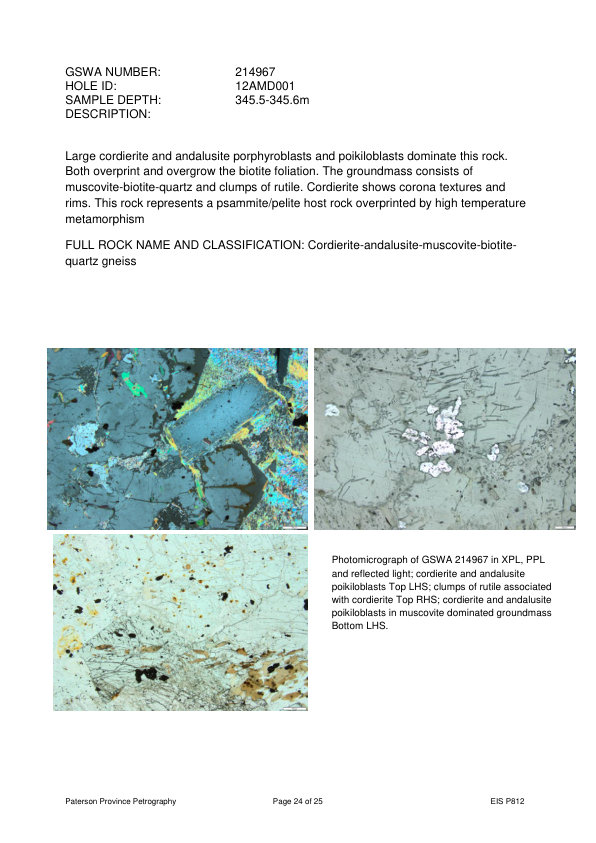 GSWA NUMBER: 214967
HOLE ID: 12AMD001
SAMPLE DEPTH: 345.5-345.6m
DESCRIPTION:
Large cordierite and andalusite porphyroblasts and poikiloblasts dominate this rock.
Both overprint and overgrow the biotite foliation. The groundmass consists of
muscovite-biotite-quartz and clumps of rutile. Cordierite shows corona textures and
rims. This rock represents a psammite/pelite host rock overprinted by high temperature
metamorphism
FULL ROCK NAME AND CLASSIFICATION: Cordierite-andalusite-muscovite-biotite-
quartz gneiss
Photomicrograph of GSWA 214967 in XPL, PPL
and reflected light; cordierite and andalusite
poikiloblasts Top LHS; clumps of rutile associated
with cordierite Top RHS; cordierite and andalusite
poikiloblasts in muscovite dominated groundmass
Bottom LHS.
Paterson Province Petrography Page 24 of 25 EIS P812